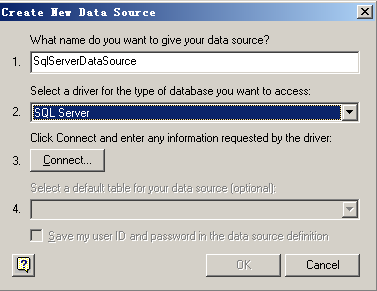 Create New Data Source
What name do you want to give your data source?
1. SqlServerDataSource
Select a driver for the type of database you want to access:
2. SQL Server
Click Connect and enter any information requested by the driver:
3. Connect...
Select a default table for your data source (optional):
4.
Save my user ID and password in the data source definition
? OK Cancel